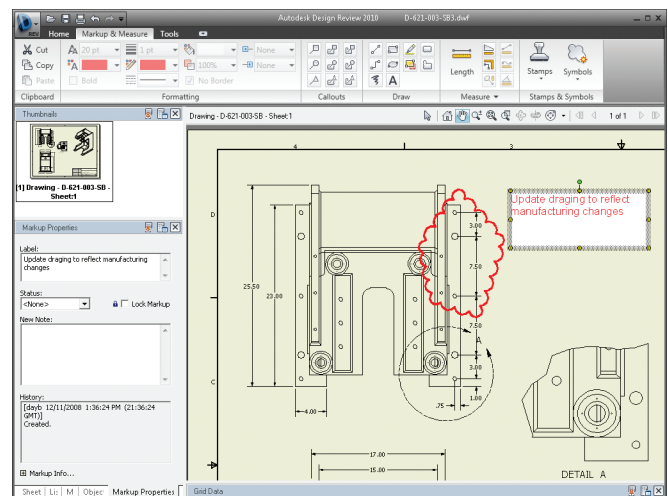 Autodesk Design Review 2010 D-621-003-SB3.dwf
REV Home Markup & Measure Tools
Cut 20 pt 1 pt None
Copy 100% None Length Stamps Symbols
Paste Bold No Border
Clipboard Formatting Callouts Draw Measure Stamps & Symbols
Thumbnails
Drawing - D-621-003-SB - Sheet:1
1 of 1
[1] Drawing - D-621-003-SB -
Sheet:1
Markup Properties
Label:
Update draging to reflect manufacturing
changes
Status:
<None> Lock Markup
New Note:
History:
[dayb 12/11/2008 1:36:24 PM (21:36:24
GMT)]
Created.
Markup Info...
Sheet Li: M Objec Markup Properties
4 3
D
C
Update draging to reflect
manufacturing changes
3.00
7.50
25.50
23.00
7.50
A
3.00
1.00
4.00
.75
17.00
15.00
DETAIL A
Grid Data